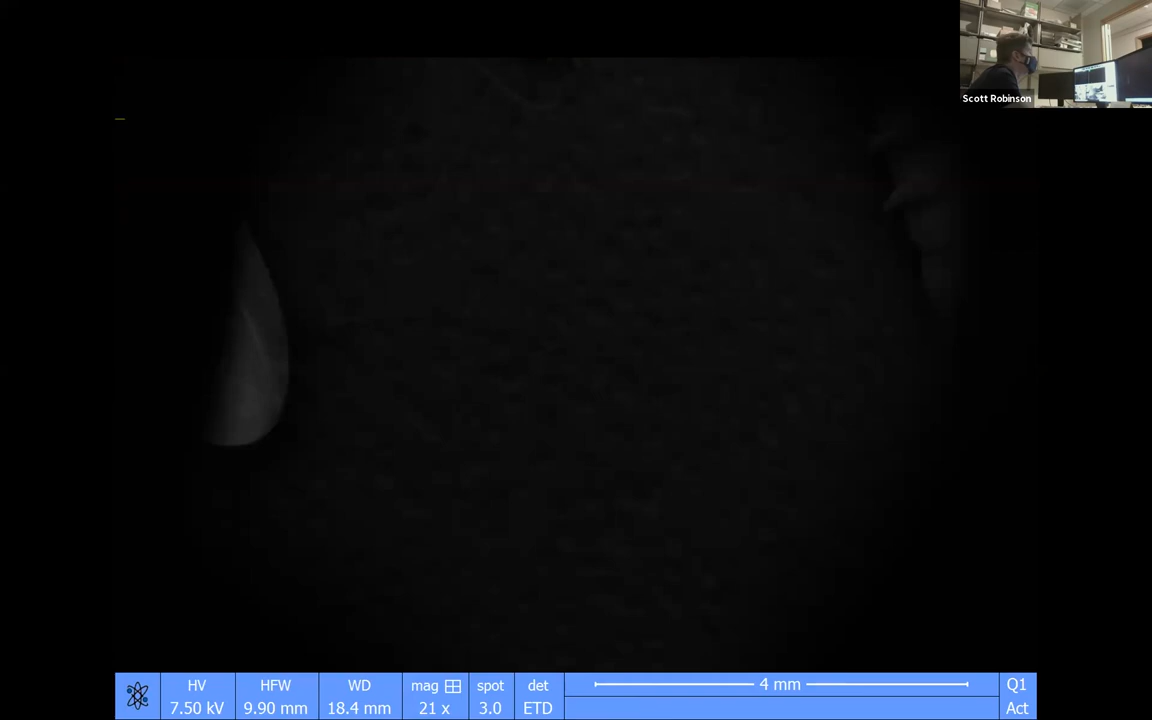 Scott Robinson
HV HFW WD mag spot det 4 mm Q1
7.50 kV 9.90 mm 18.4 mm 21 x 3.0 ETD Act